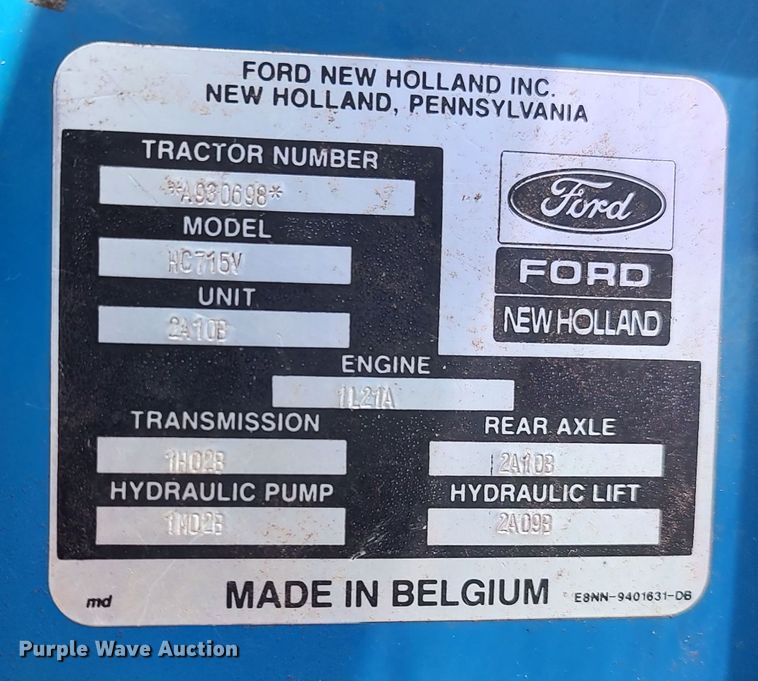 FORD NEW HOLLAND INC.
NEW HOLLAND, PENNSYLVANIA
TRACTOR NUMBER
*A930698*
MODEL
HC715V
UNIT
2A10B
Ford
FORD
NEW HOLLAND
ENGINE
1L21A
TRANSMISSION
1H02B
REAR AXLE
2A10B
HYDRAULIC PUMP
1N02B
HYDRAULIC LIFT
2A09B
md
MADE IN BELGIUM
E8NN-9401631-DB
Purple Wave Auction